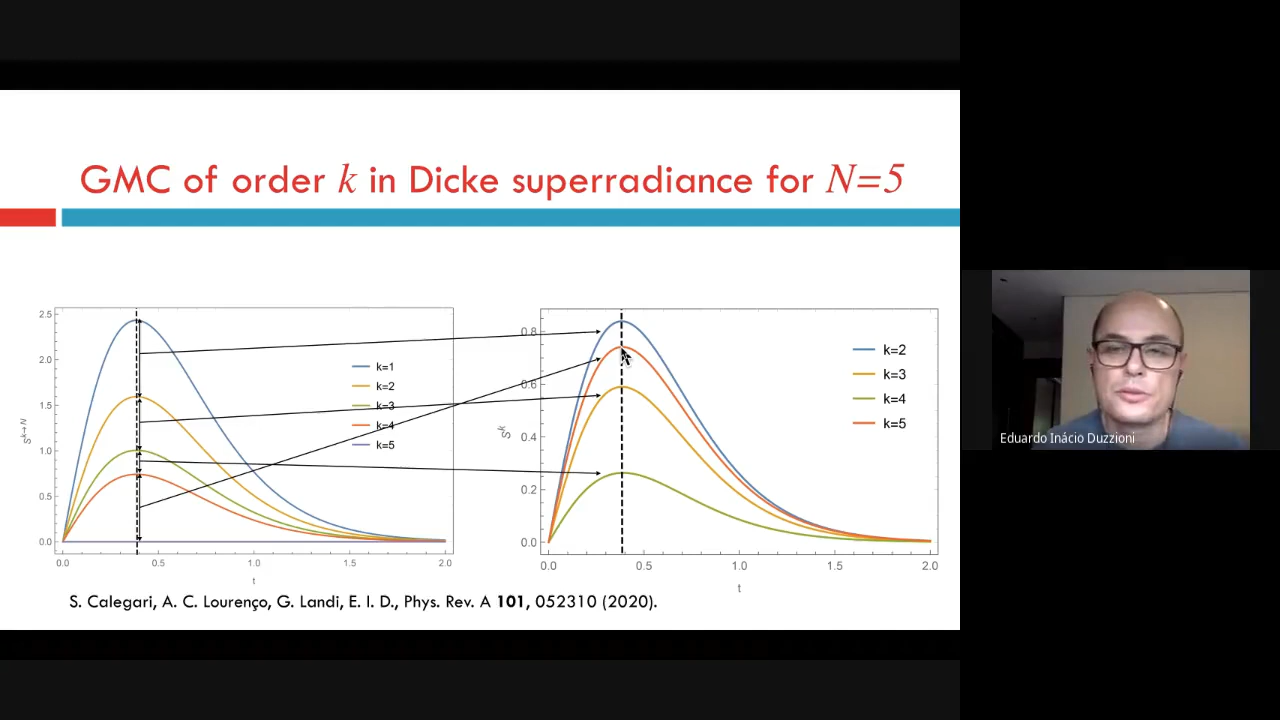 GMC of order k in Dicke superradiance for N=5
2.5
2.0
1.5
1.0
0.5
0.0
S^{k→N}
0.0 0.5 1.0 1.5 2.0
t
k=1
k=2
k=3
k=4
k=5
0.8
0.6
0.4
0.2
0.0
S^k
0.0 0.5 1.0 1.5 2.0
t
k=2
k=3
k=4
k=5
S. Calegari, A. C. Lourenço, G. Landi, E. I. D., Phys. Rev. A 101, 052310 (2020).
Eduardo Inácio Duzzioni